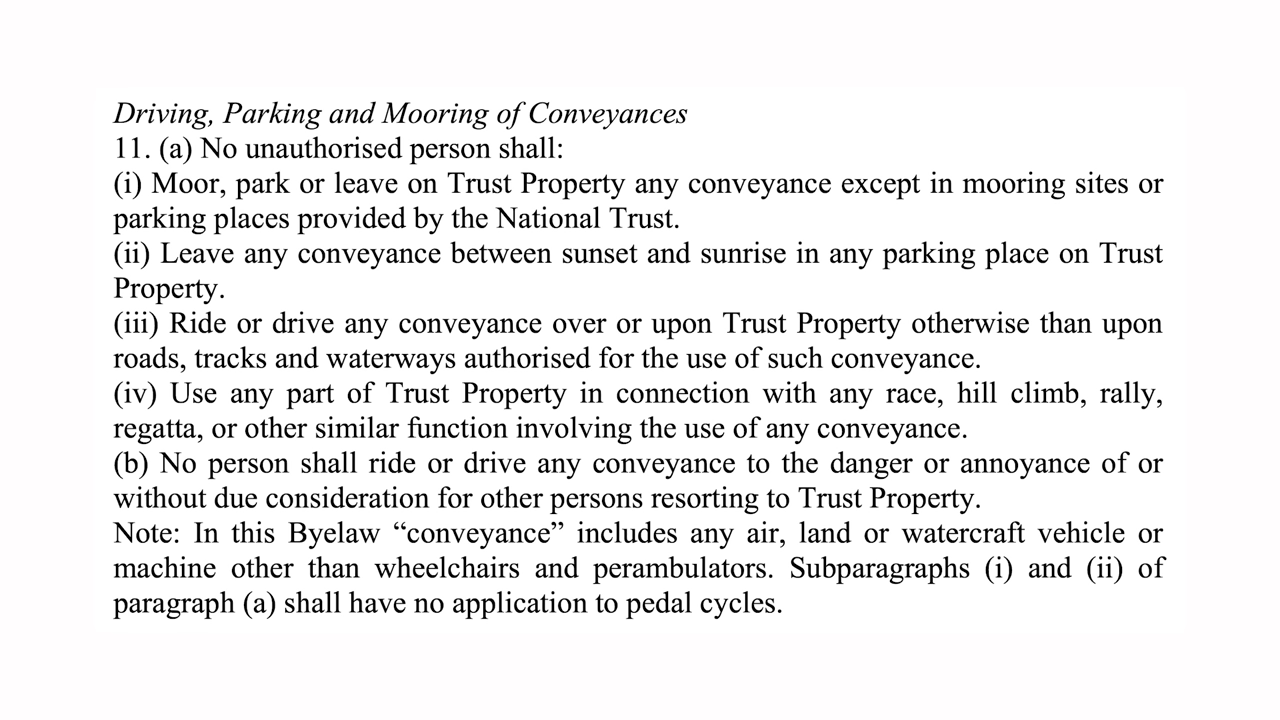 Driving, Parking and Mooring of Conveyances
11. (a) No unauthorised person shall:
(i) Moor, park or leave on Trust Property any conveyance except in mooring sites or
parking places provided by the National Trust.
(ii) Leave any conveyance between sunset and sunrise in any parking place on Trust
Property.
(iii) Ride or drive any conveyance over or upon Trust Property otherwise than upon
roads, tracks and waterways authorised for the use of such conveyance.
(iv) Use any part of Trust Property in connection with any race, hill climb, rally,
regatta, or other similar function involving the use of any conveyance.
(b) No person shall ride or drive any conveyance to the danger or annoyance of or
without due consideration for other persons resorting to Trust Property.
Note: In this Byelaw “conveyance” includes any air, land or watercraft vehicle or
machine other than wheelchairs and perambulators. Subparagraphs (i) and (ii) of
paragraph (a) shall have no application to pedal cycles.